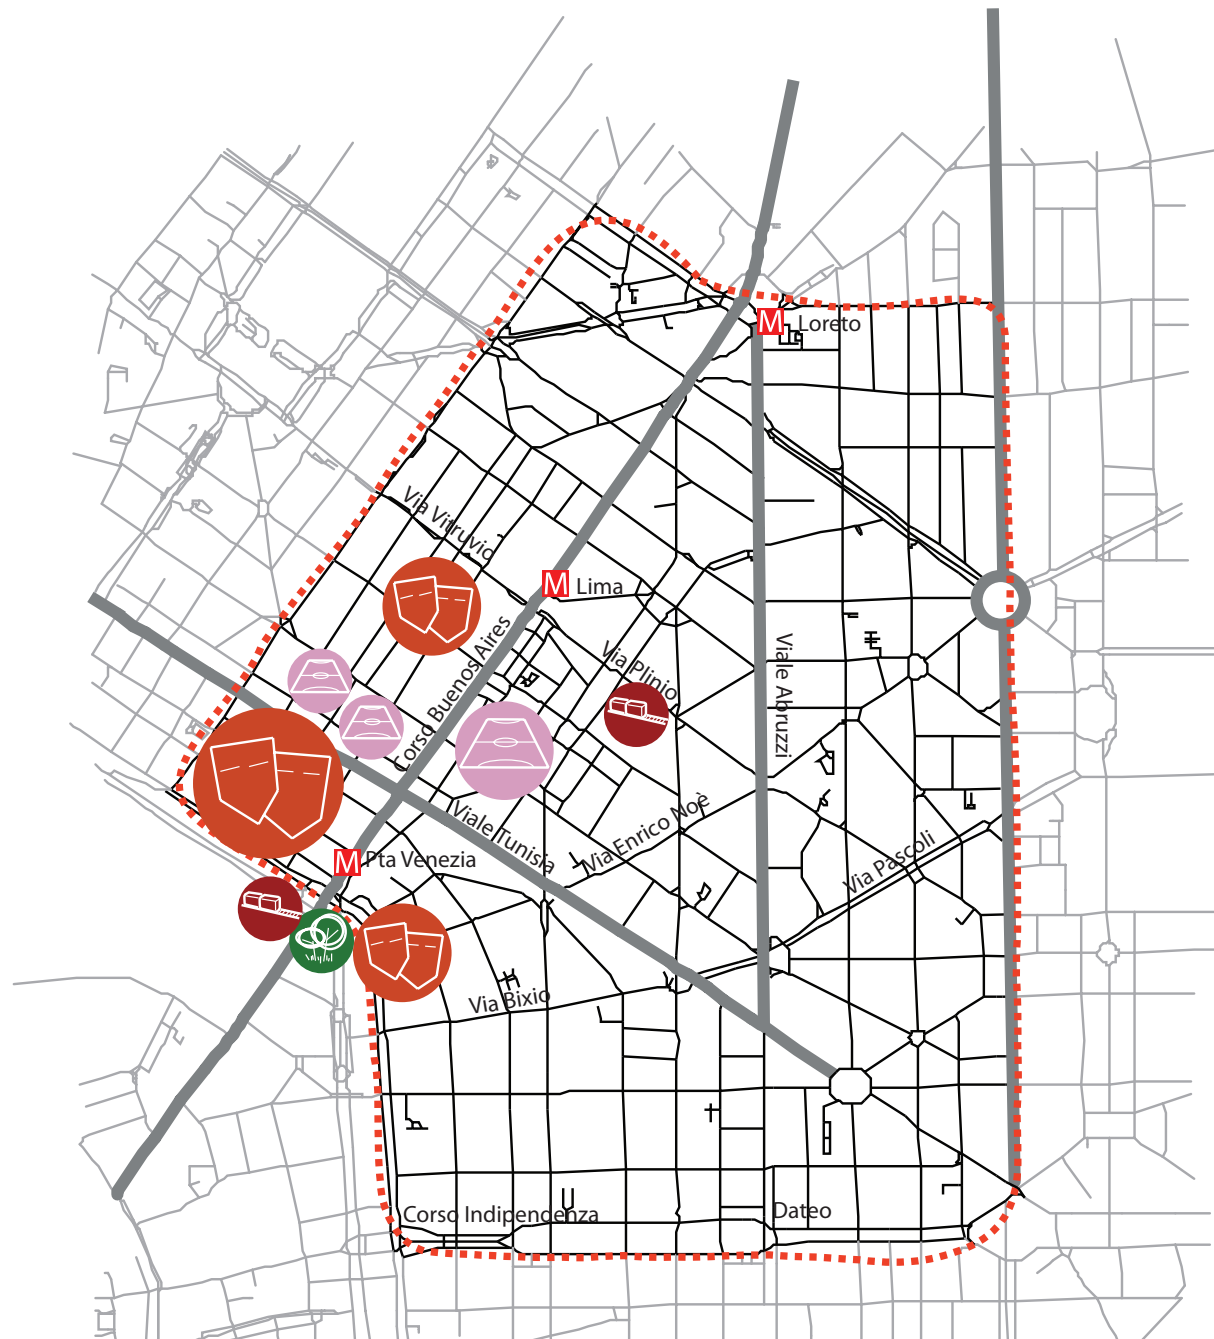 M Loreto
Via Vitruvio
M Lima
Corso Buenos Aires
Via Plinio
Viale Abruzzi
Viale Tunisia
Via Enrico Noè
Via Pascoli
M Pta Venezia
Via Bixio
Corso Indipendenza
Dateo